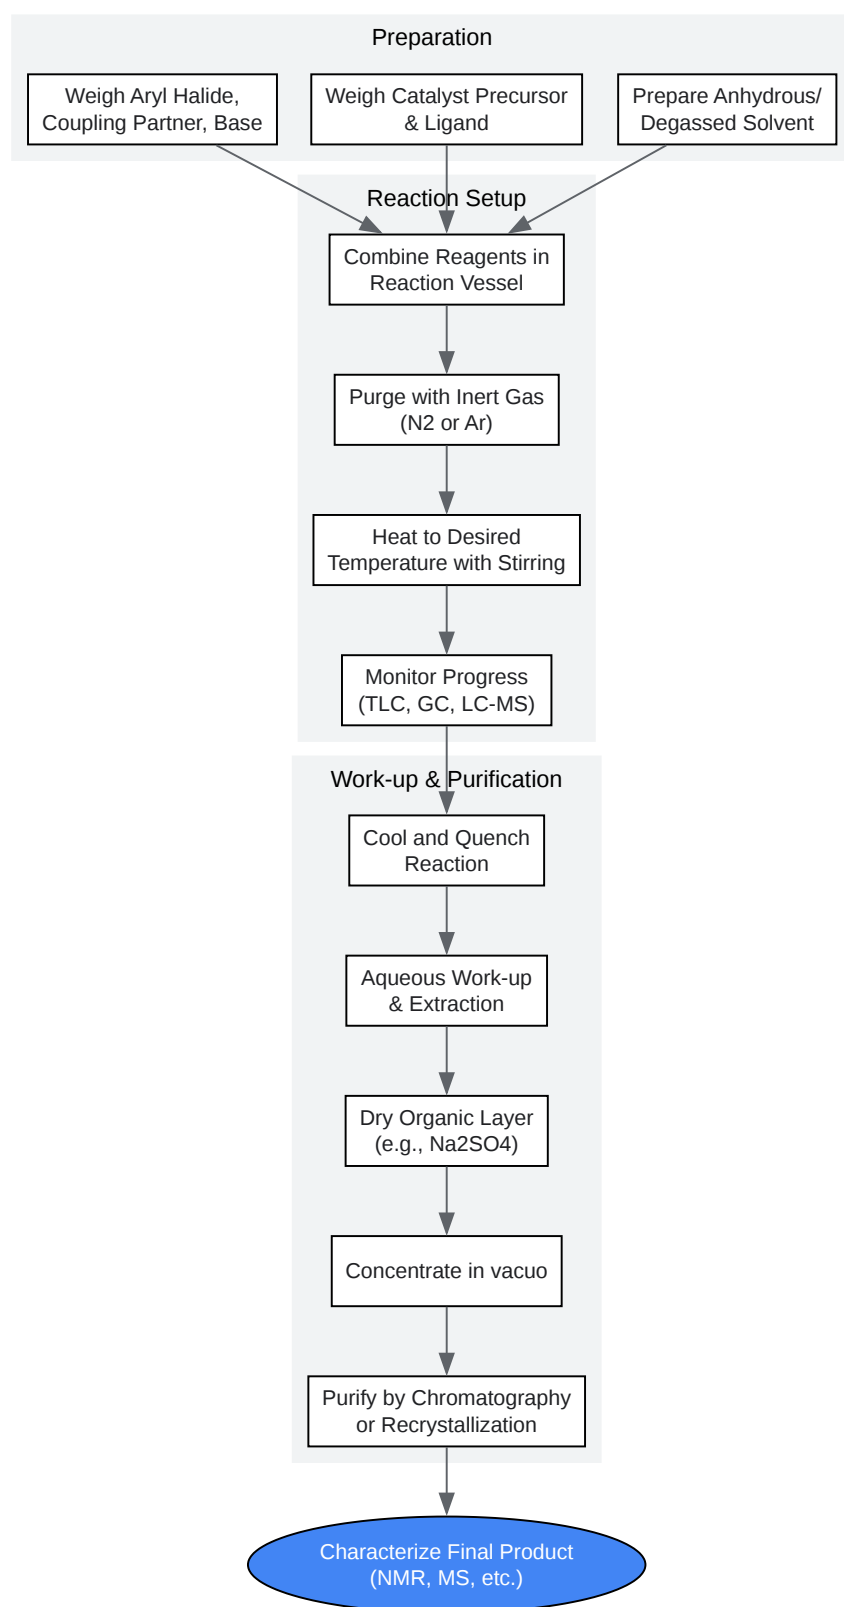 Preparation
Weigh Aryl Halide,
Coupling Partner, Base
Weigh Catalyst Precursor
& Ligand
Prepare Anhydrous/
Degassed Solvent
Reaction Setup
Combine Reagents in
Reaction Vessel
Purge with Inert Gas
(N2 or Ar)
Heat to Desired
Temperature with Stirring
Monitor Progress
(TLC, GC, LC-MS)
Work-up & Purification
Cool and Quench
Reaction
Aqueous Work-up
& Extraction
Dry Organic Layer
(e.g., Na2SO4)
Concentrate in vacuo
Purify by Chromatography
or Recrystallization
Characterize Final Product
(NMR, MS, etc.)